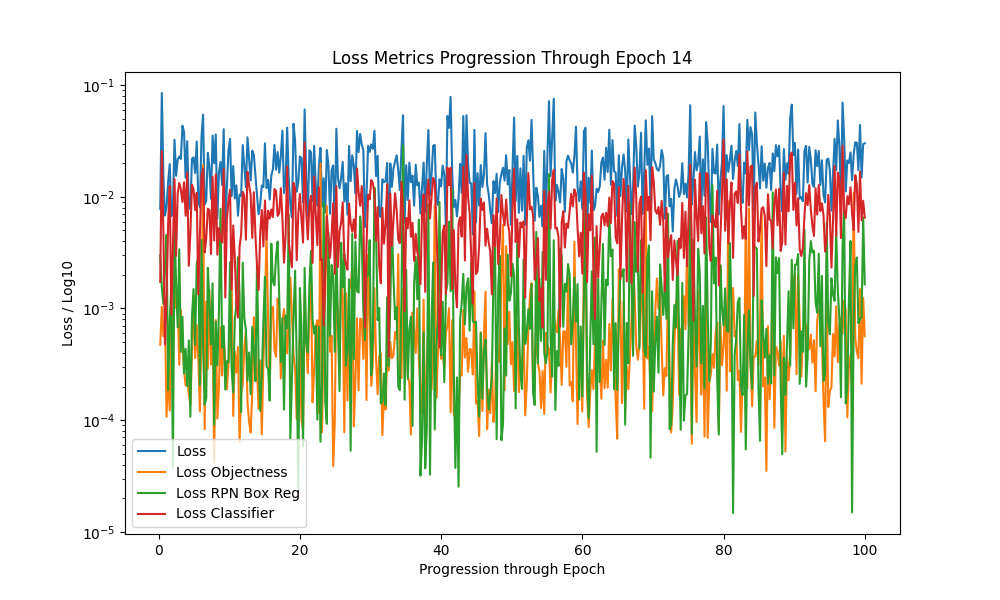 Loss Metrics Progression Through Epoch 14
Loss / Log10
10⁻¹
10⁻²
10⁻³
10⁻⁴
10⁻⁵
Loss
Loss Objectness
Loss RPN Box Reg
Loss Classifier
0 20 40 60 80 100
Progression through Epoch